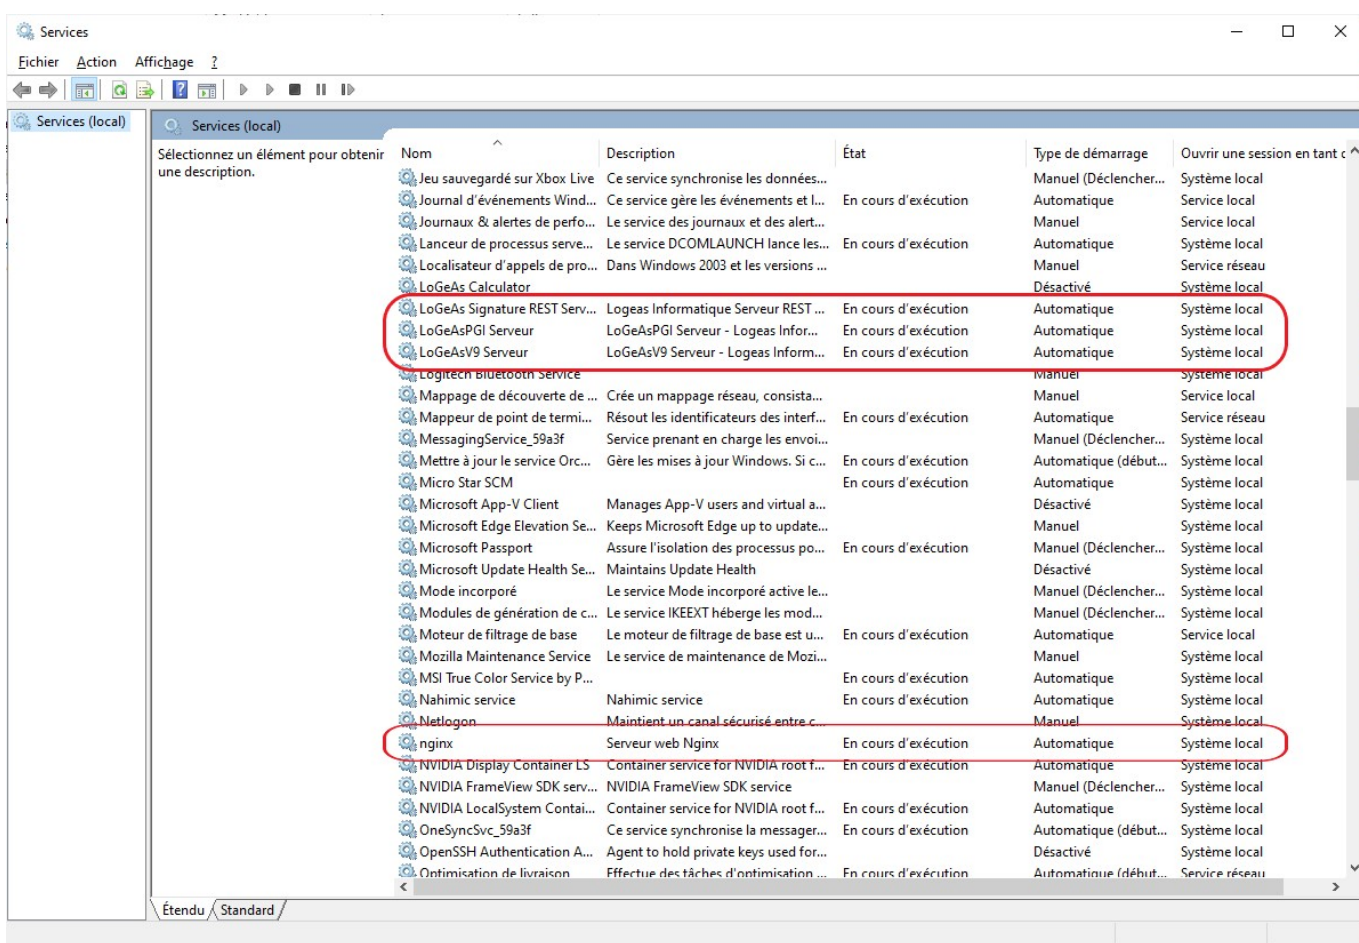 Services
Fichier Action Affichage ?
Services (local)
Services (local)
Sélectionnez un élément pour obtenir
une description.
Nom Description État Type de démarrage Ouvrir une session en tant
Jeu sauvegardé sur Xbox Live Ce service synchronise les données... Manuel (Déclencher... Système local
Journal d'événements Wind... Ce service gère les événements et l... En cours d'exécution Automatique Service local
Journaux & alertes de perfo... Le service des journaux et des alert... Manuel Service local
Lanceur de processus serve... Le service DCOMLAUNCH lance les... En cours d'exécution Automatique Système local
Localisateur d'appels de pro... Dans Windows 2003 et les versions ... Manuel Service réseau
LoGeAs Calculator Désactivé Système local
LoGeAs Signature REST Serv... Logeas Informatique Serveur REST ... En cours d'exécution Automatique Système local
LoGeAsPGI Serveur LoGeAsPGI Serveur - Logeas Infor... En cours d'exécution Automatique Système local
LoGeAsV9 Serveur LoGeAsV9 Serveur - Logeas Inform... En cours d'exécution Automatique Système local
Logitech Bluetooth Service Manuel Système local
Mappage de découverte de ... Crée un mappage réseau, consista... Manuel Service local
Mappeur de point de termi... Résout les identificateurs des interf... En cours d'exécution Automatique Service réseau
MessagingService_59a3f Service prenant en charge les envoi... Manuel (Déclencher... Système local
Mettre à jour le service Orc... Gère les mises à jour Windows. Si c... En cours d'exécution Automatique (début... Système local
Micro Star SCM En cours d'exécution Automatique Système local
Microsoft App-V Client Manages App-V users and virtual a... Désactivé Système local
Microsoft Edge Elevation Se... Keeps Microsoft Edge up to update... Manuel Système local
Microsoft Passport Assure l'isolation des processus po... En cours d'exécution Manuel (Déclencher... Système local
Microsoft Update Health Se... Maintains Update Health Désactivé Système local
Mode incorporé Le service Mode incorporé active le... Manuel (Déclencher... Système local
Modules de génération de c... Le service IKEEXT héberge les mod... Manuel (Déclencher... Système local
Moteur de filtrage de base Le moteur de filtrage de base est u... En cours d'exécution Automatique Service local
Mozilla Maintenance Service Le service de maintenance de Mozi... Manuel Système local
MSI True Color Service by P... En cours d'exécution Automatique Système local
Nahimic service Nahimic service En cours d'exécution Automatique Système local
Netlogon Maintient un canal sécurisé entre c... Manuel Système local
nginx Serveur web Nginx En cours d'exécution Automatique Système local
NVIDIA Display Container LS Container service for NVIDIA root f... En cours d'exécution Automatique Système local
NVIDIA FrameView SDK serv... NVIDIA FrameView SDK service Manuel (Déclencher... Système local
NVIDIA LocalSystem Contai... Container service for NVIDIA root f... En cours d'exécution Automatique Système local
OneSyncSvc_59a3f Ce service synchronise la messager... En cours d'exécution Automatique (début... Système local
OpenSSH Authentication A... Agent to hold private keys used for... Désactivé Système local
Optimisation de livraison Effectue des tâches d'optimisation ... En cours d'exécution Automatique (début... Service réseau
Étendu Standard